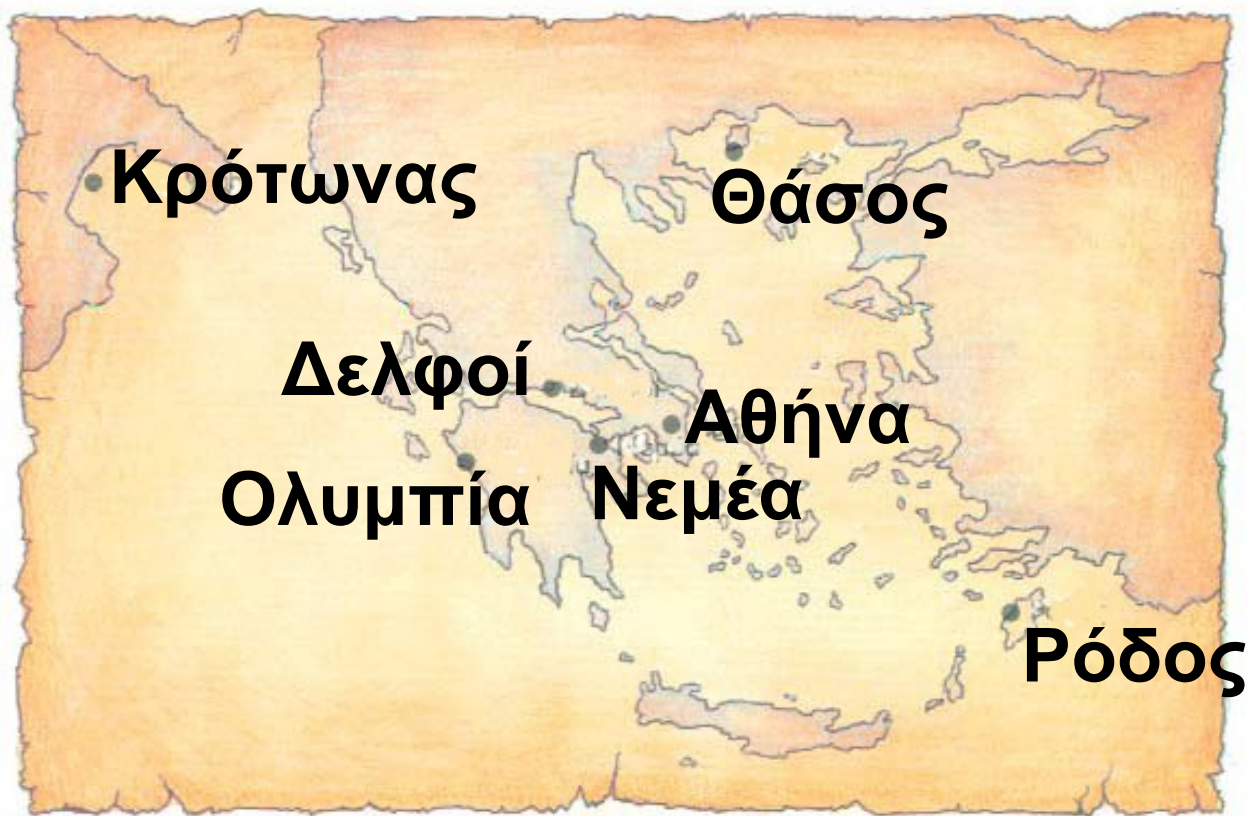 Κρότωνας
Θάσος
Δελφοί
Αθήνα
Ολυμπία
Νεμέα
Ρόδος